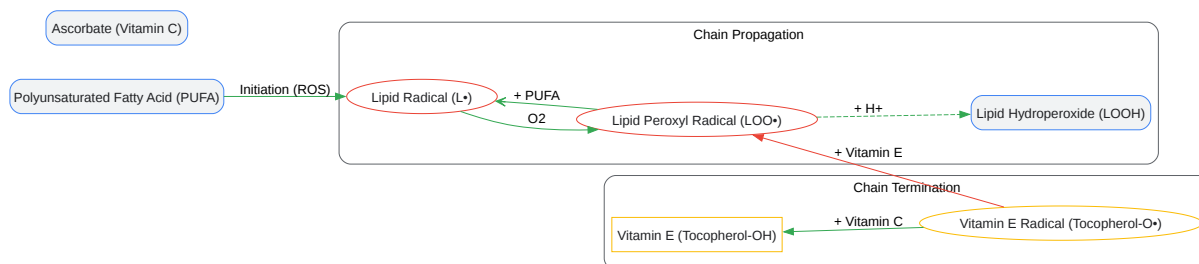 Ascorbate (Vitamin C)
Chain Propagation
Polyunsaturated Fatty Acid (PUFA)
Initiation (ROS)
Lipid Radical (L•)
+ PUFA
O2
Lipid Peroxyl Radical (LOO•)
+ H+
Lipid Hydroperoxide (LOOH)
+ Vitamin E
Chain Termination
Vitamin E (Tocopherol-OH)
+ Vitamin C
Vitamin E Radical (Tocopherol-O•)